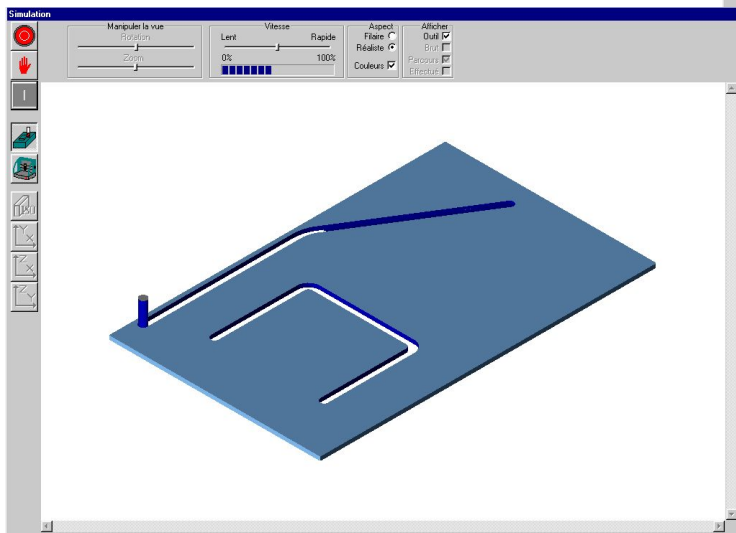 Simulation
Manipuler la vue
Rotation
Zoom
Vitesse
Lent Rapide
0% 100%
Aspect
Filaire
Réaliste
Couleurs
Afficher
Outil
Brut
Parcours
Effectué
ISO
Y X
Z X
Z Y